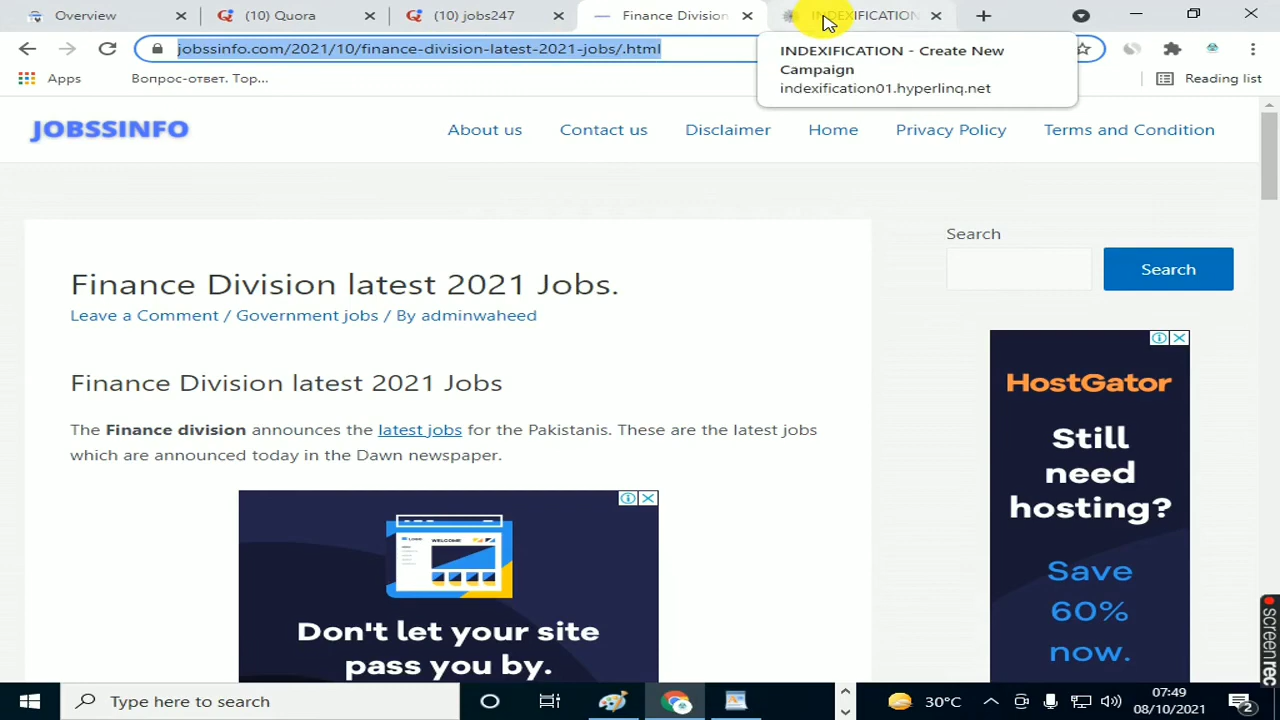 Overview
(10) Quora
(10) jobs247
Finance Division
INDEXIFICATION
jobssinfo.com/2021/10/finance-division-latest-2021-jobs/.html
INDEXIFICATION - Create New
Campaign
indexification01.hyperlinq.net
Apps
Вопрос-ответ. Top...
Reading list
JOBSSINFO
About us
Contact us
Disclaimer
Home
Privacy Policy
Terms and Condition
Finance Division latest 2021 Jobs.
Leave a Comment / Government jobs / By adminwaheed
Finance Division latest 2021 Jobs
The Finance division announces the latest jobs for the Pakistanis. These are the latest jobs
which are announced today in the Dawn newspaper.
WELCOME
Don't let your site
pass you by.
Search
Search
HostGator
Still
need
hosting?
Save
60%
now.
screenrec
Type here to search
30°C
07:49
08/10/2021
2